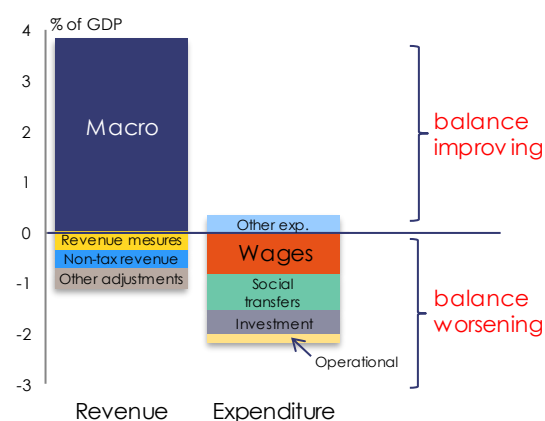 % of GDP
4
3
2
1
0
-1
-2
-3
Macro
Revenue mesures
Non-tax revenue
Other adjustments
Other exp.
Wages
Social
transfers
Investment
Operational
balance
improving
balance
worsening
Revenue
Expenditure